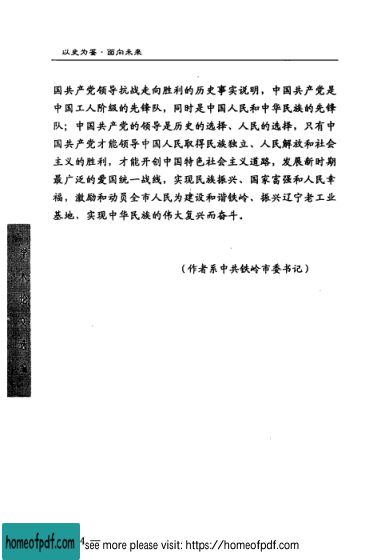 以史为鉴·面向未来
国共产党领导抗战走向胜利的历史事实说明，中国共产党是
中国工人阶级的先锋队，同时是中国人民和中华民族的先锋
队；中国共产党的领导是历史的选择、人民的选择，只有中
国共产党才能领导中国人民取得民族独立、人民解放和社会
主义的胜利，才能开创中国特色社会主义道路，发展新时期
最广泛的爱国统一战线，实现民族振兴、国家富强和人民幸
福，激励和动员全市人民为建设和谐铁岭、振兴辽宁老工业
基地、实现中华民族的伟大复兴而奋斗。
（作者系中共铁岭市委书记）
homeofpdf.com
4 —
see more please visit: https://homeofpdf.com